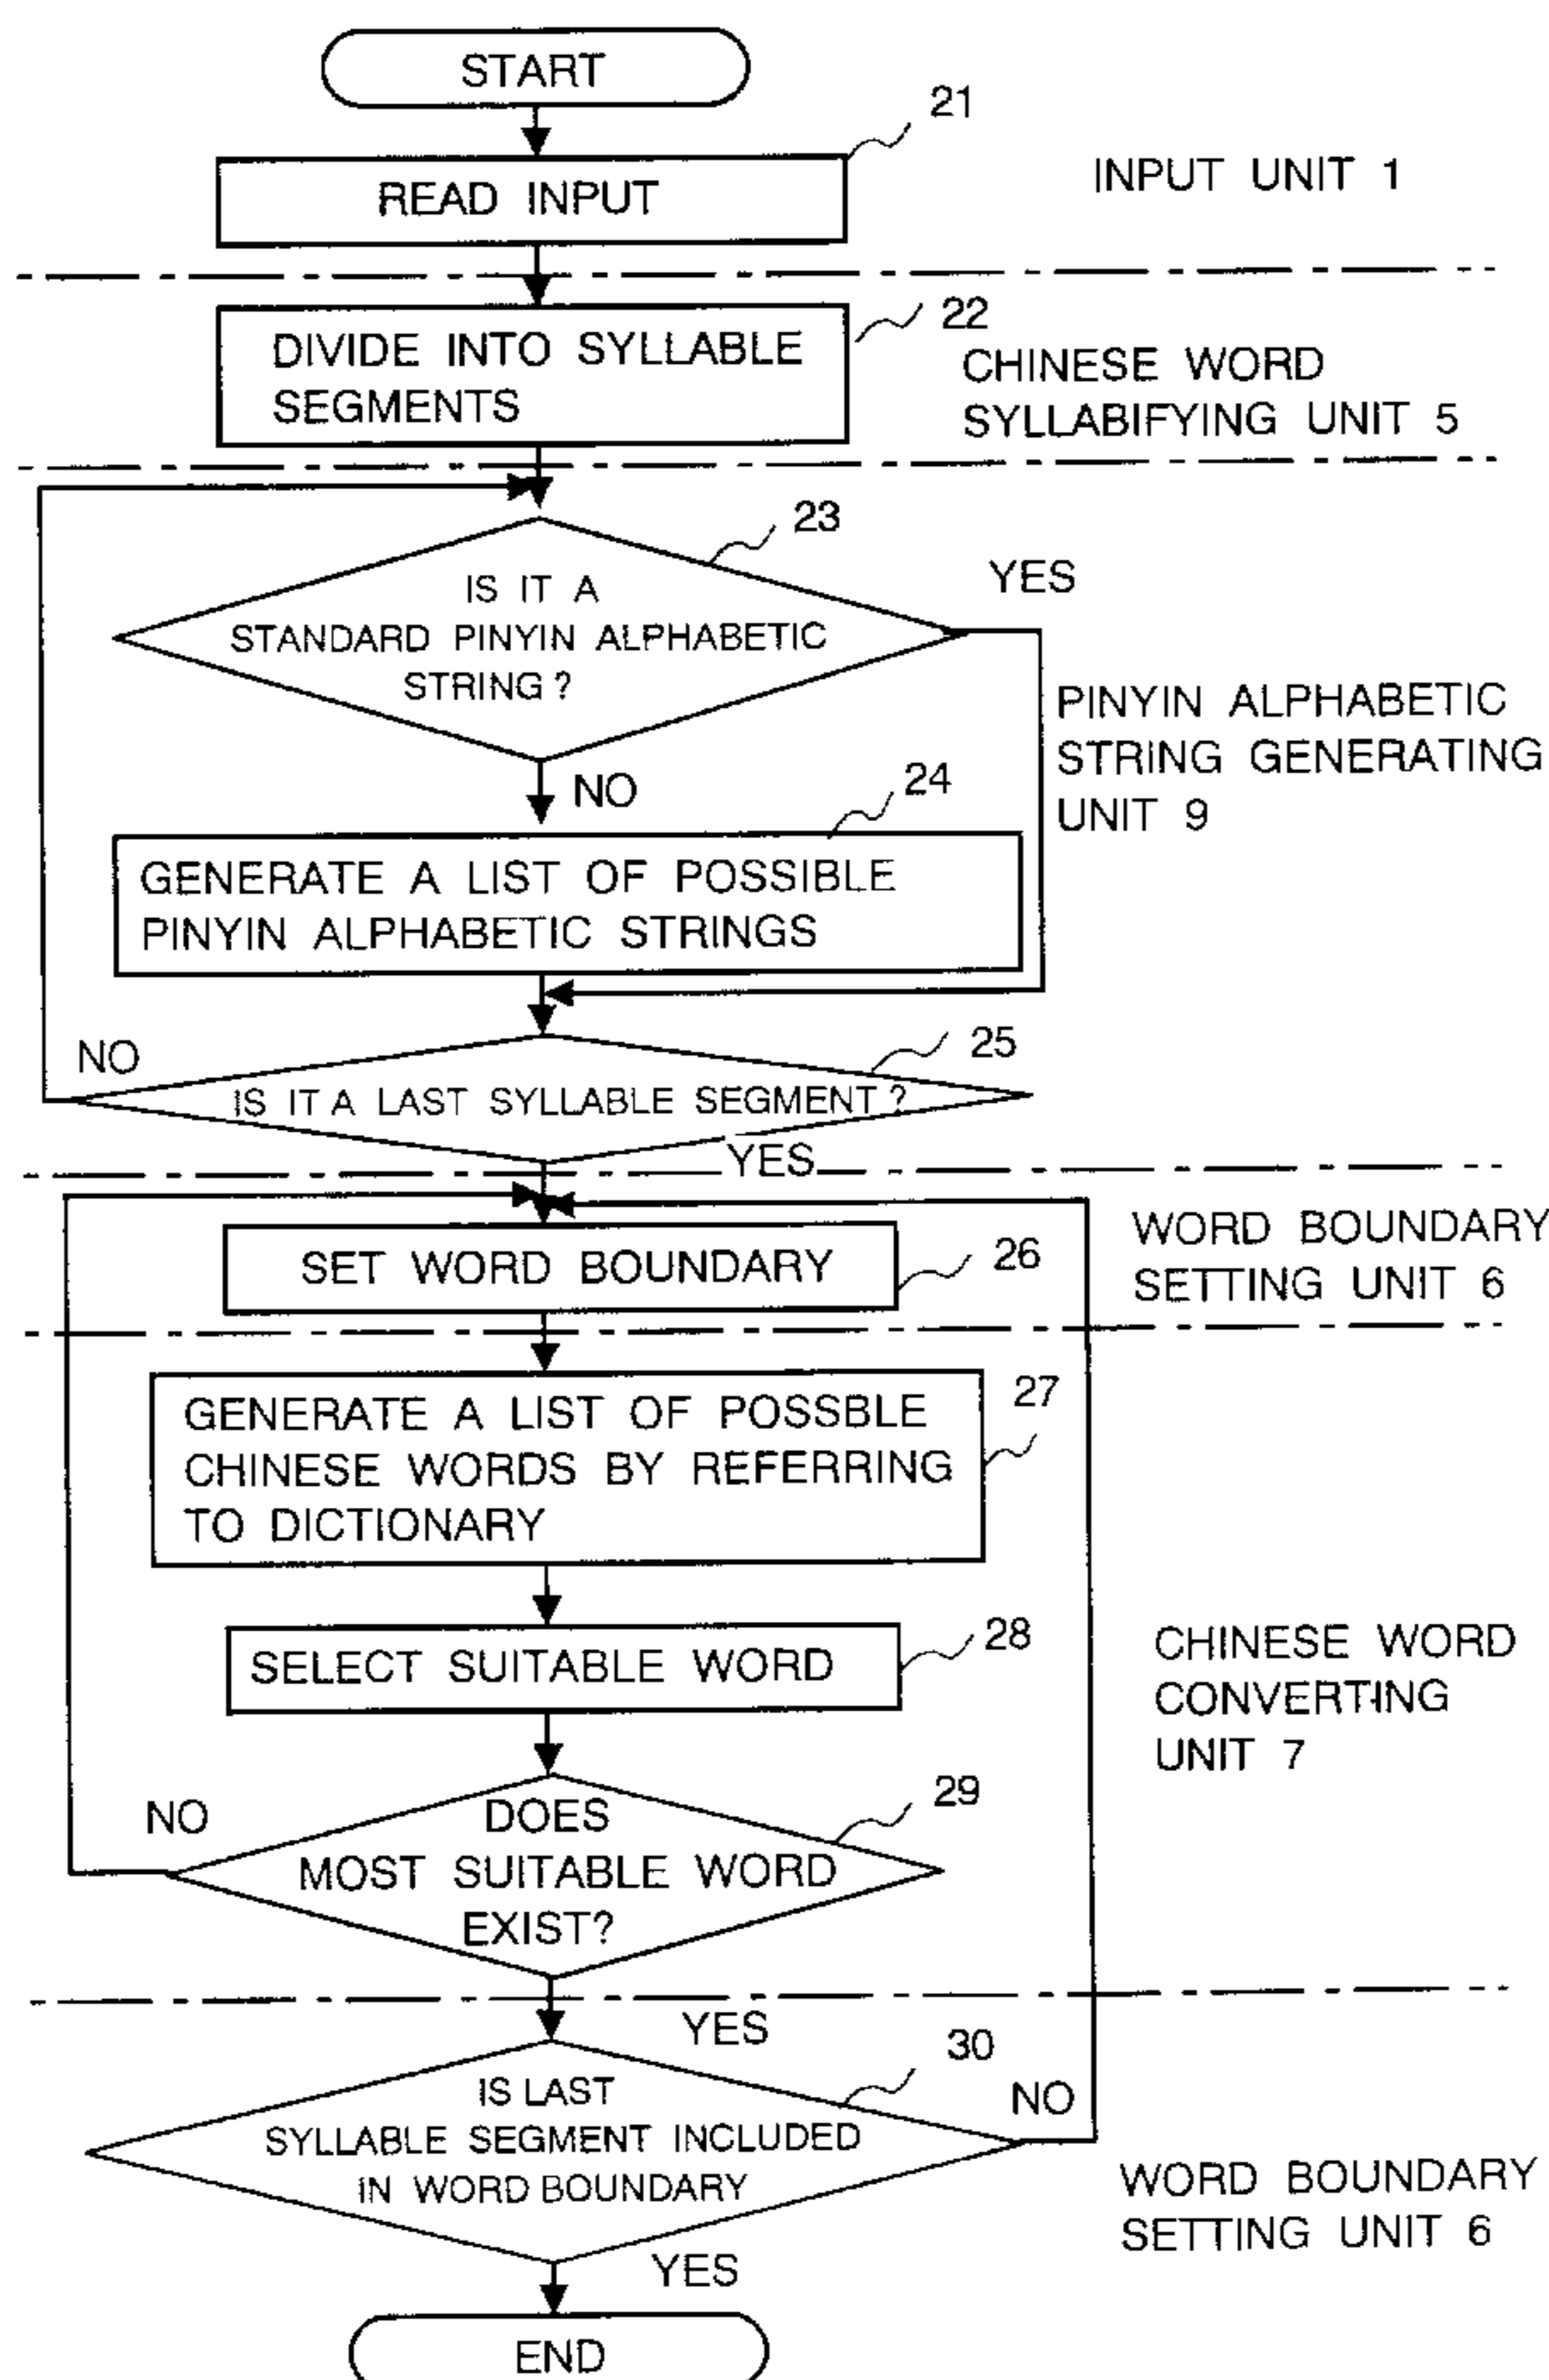 START
21
READ INPUT
INPUT UNIT 1
22
DIVIDE INTO SYLLABLE
SEGMENTS
CHINESE WORD
SYLLABIFYING UNIT 5
23
YES
IS IT A
STANDARD PINYIN ALPHABETIC
STRING?
PINYIN ALPHABETIC
STRING GENERATING
UNIT 9
NO
24
GENERATE A LIST OF POSSIBLE
PINYIN ALPHABETIC STRINGS
NO
25
IS IT A LAST SYLLABLE SEGMENT?
YES
SET WORD BOUNDARY
26
WORD BOUNDARY
SETTING UNIT 6
27
GENERATE A LIST OF POSSBLE
CHINESE WORDS BY REFERRING
TO DICTIONARY
28
SELECT SUITABLE WORD
CHINESE WORD
CONVERTING
UNIT 7
NO
29
DOES
MOST SUITABLE WORD
EXIST?
YES
30
NO
IS LAST
SYLLABLE SEGMENT INCLUDED
IN WORD BOUNDARY
WORD BOUNDARY
SETTING UNIT 6
YES
END